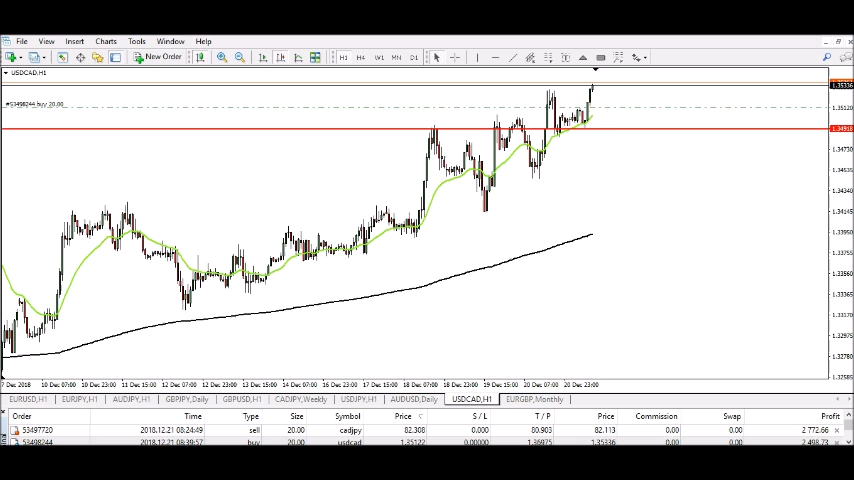 File View Insert Charts Tools Window Help
New Order H1 H4 W1 MN D1
USDCAD,H1
1.35336
#53498244 buy 20.00
1.35120
1.34918
1.34730
1.34535
1.34340
1.34145
1.33950
1.33755
1.33560
1.33365
1.33170
1.32975
1.32780
1.32585
7 Dec 2018 10 Dec 07:00 10 Dec 23:00 11 Dec 15:00 12 Dec 07:00 12 Dec 23:00 13 Dec 15:00 14 Dec 07:00 16 Dec 23:00 17 Dec 15:00 18 Dec 07:00 18 Dec 23:00 19 Dec 15:00 20 Dec 07:00 20 Dec 23:00
EURUSD,H1 EURJPY,H1 AUDJPY,H1 GBPJPY,Daily GBPUSD,H1 CADJPY,Weekly USDJPY,H1 AUDUSD,Daily USDCAD,H1 EURGBP,Monthly
Order Time Type Size Symbol Price S / L T / P Price Commission Swap Profit
53497720 2018.12.21 08:24:49 sell 20.00 cadjpy 82.308 0.000 80.903 82.113 0.00 0.00 2 772.66
53498244 2018.12.21 08:39:57 buy 20.00 usdcad 1.35122 0.00000 1.36975 1.35336 0.00 0.00 2 498.73